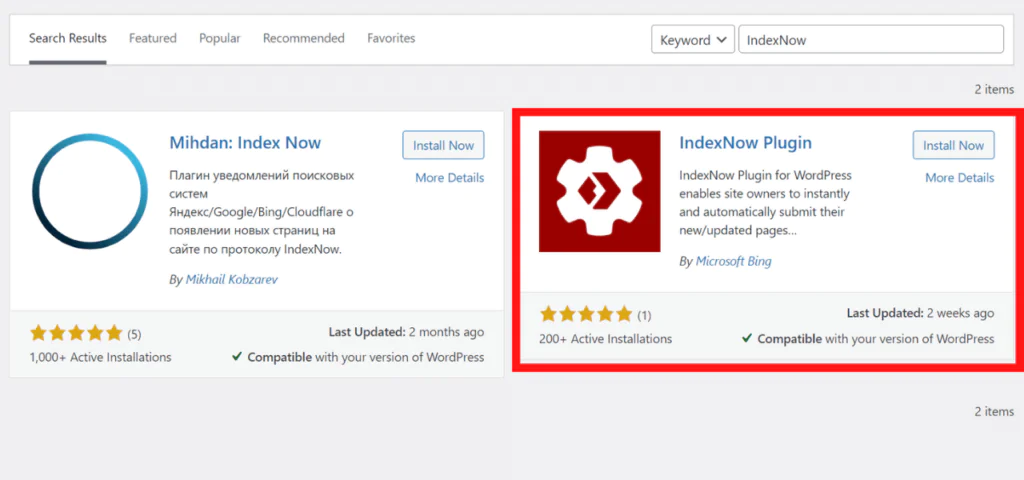 Search Results Featured Popular Recommended Favorites Keyword IndexNow
2 items
Mihdan: Index Now
Install Now
More Details
Плагин уведомлений поисковых
систем
Яндекс/Google/Bing/Cloudflare о
появлении новых страниц на
сайте по протоколу IndexNow.
By Mikhail Kobzarev
(5)
Last Updated: 2 months ago
1,000+ Active Installations
Compatible with your version of WordPress
IndexNow Plugin
Install Now
More Details
IndexNow Plugin for WordPress
enables site owners to instantly
and automatically submit their
new/updated pages...
By Microsoft Bing
(1)
Last Updated: 2 weeks ago
200+ Active Installations
Compatible with your version of WordPress
2 items